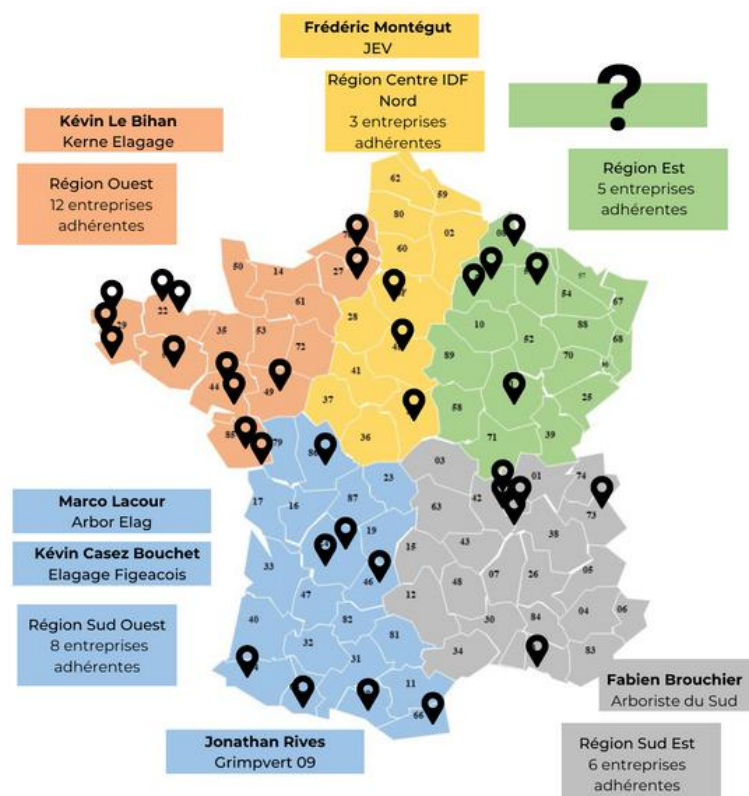 Frédéric Montégut
JEV
Région Centre IDF
Nord
3 entreprises
adhérentes
?
Kévin Le Bihan
Kerne Elagage
Région Ouest
12 entreprises
adhérentes
Région Est
5 entreprises
adhérentes
62
59
80
02
60
50
14
27
61
28
22
29
35
53
72
44
49
85
79
41
37
36
57
54
67
10
52
88
68
89
70
90
58
25
71
39
Marco Lacour
Arbor Elag
Kévin Casez Bouchet
Elagage Figeacois
Région Sud Ouest
8 entreprises
adhérentes
86
23
17
16
87
19
33
46
47
40
82
81
32
31
11
66
03
01
74
42
63
73
38
15
43
07
26
05
48
12
30
84
04
06
34
83
Jonathan Rives
Grimpvert 09
Fabien Brouchier
Arboriste du Sud
Région Sud Est
6 entreprises
adhérentes